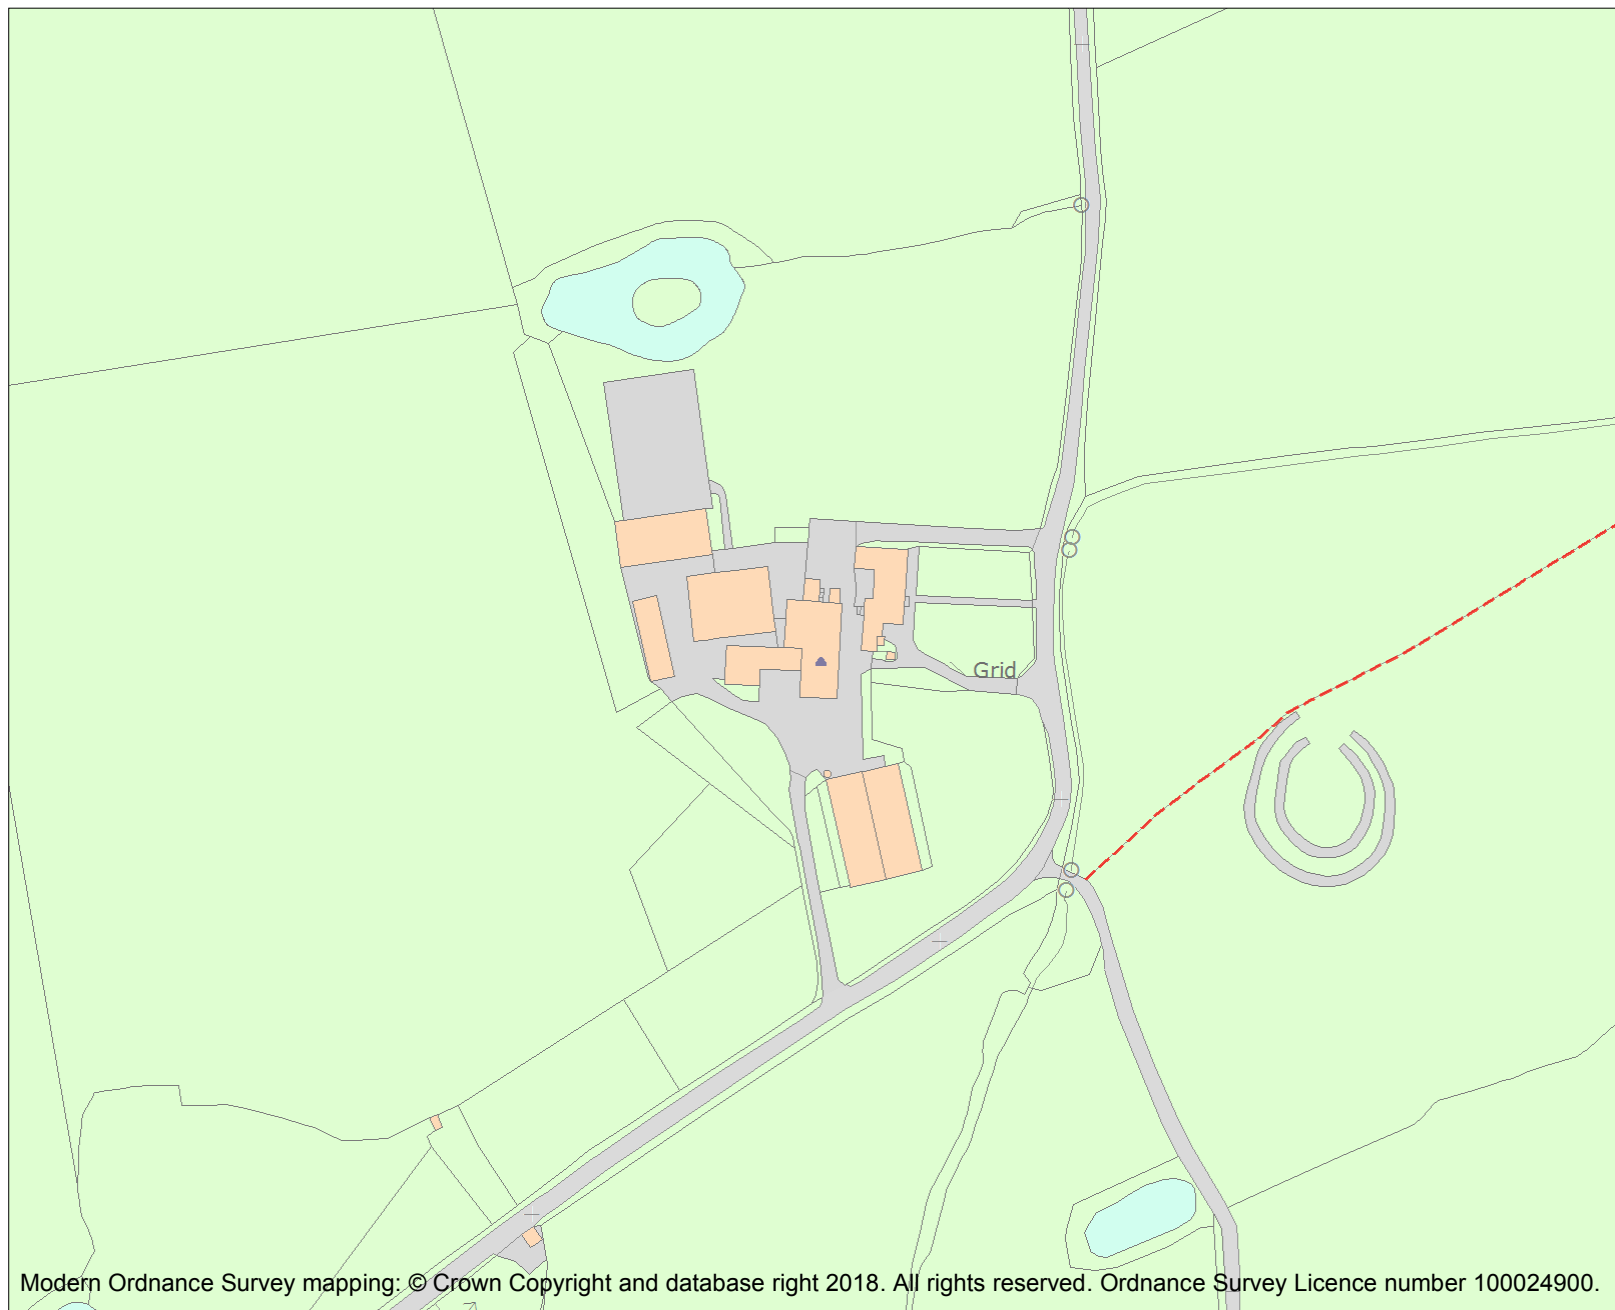 Grid
Modern Ordnance Survey mapping: © Crown Copyright and database right 2018. All rights reserved. Ordnance Survey Licence number 100024900.